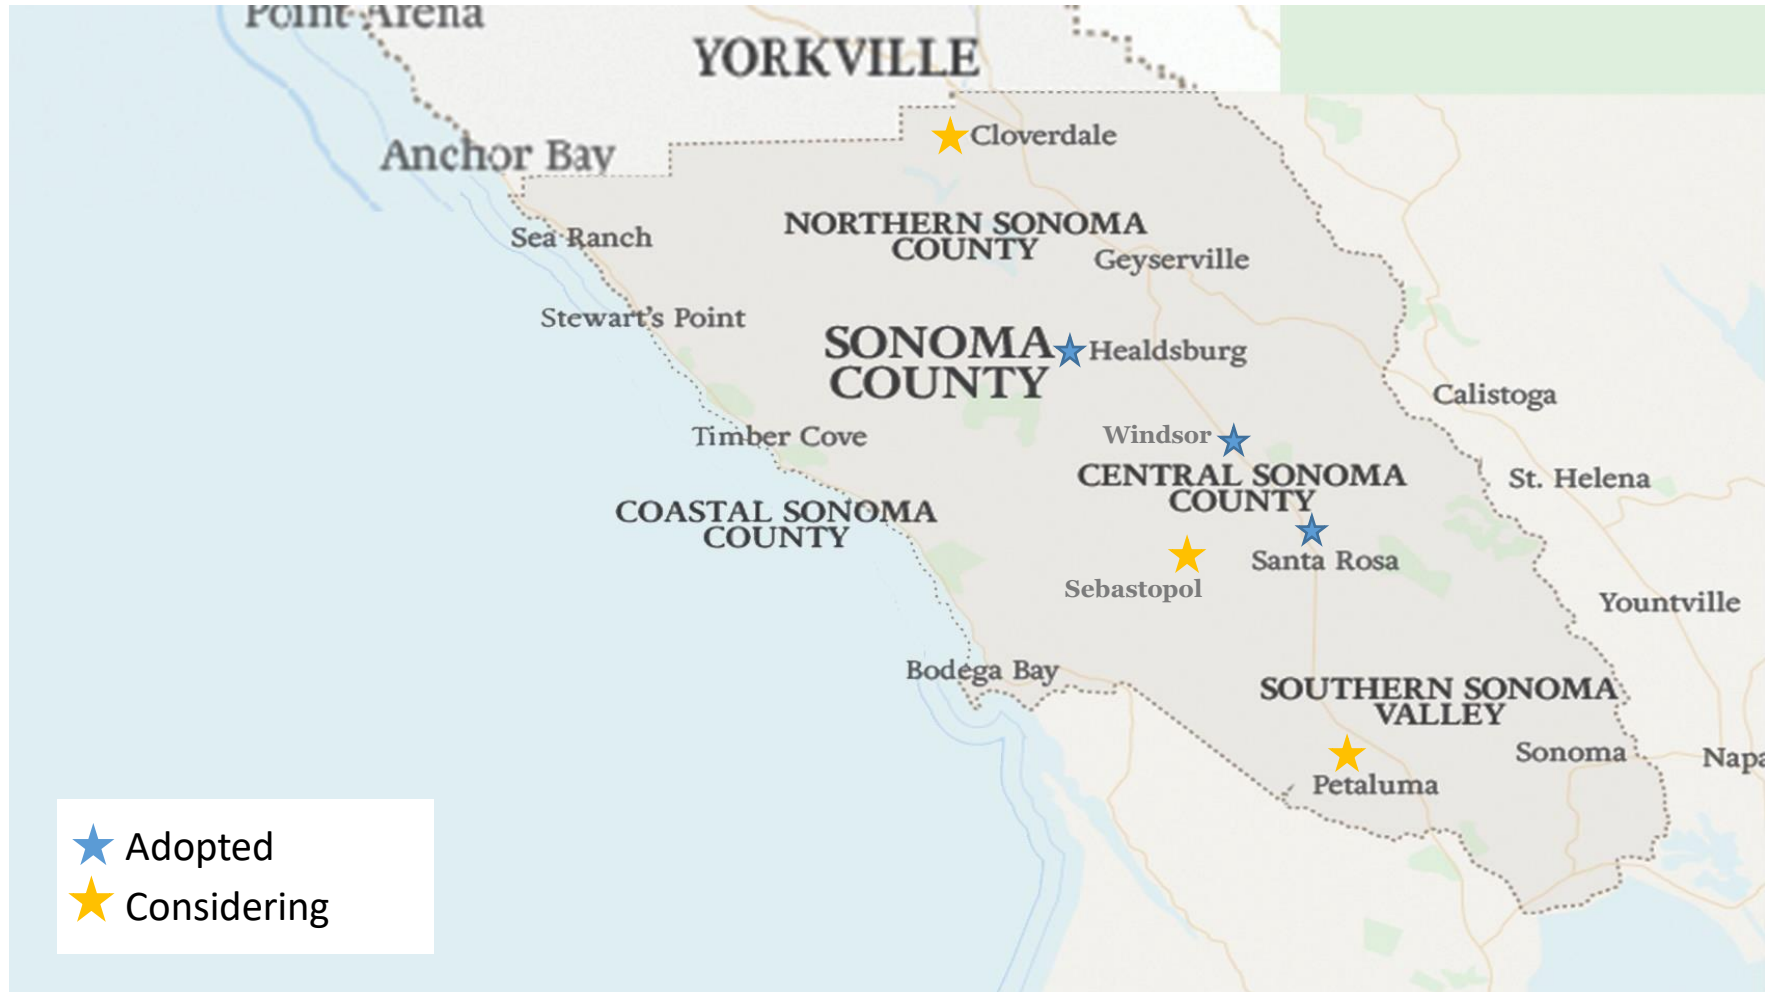 Point Arena
YORKVILLE
Cloverdale
Anchor Bay
NORTHERN SONOMA
COUNTY
Sea Ranch
Geyserville
Stewart's Point
SONOMA
COUNTY
Healdsburg
Calistoga
Timber Cove
Windsor
CENTRAL SONOMA
COUNTY
St. Helena
COASTAL SONOMA
COUNTY
Santa Rosa
Sebastopol
Yountville
Bodega Bay
SOUTHERN SONOMA
VALLEY
Sonoma
Napa
Petaluma
Adopted
Considering